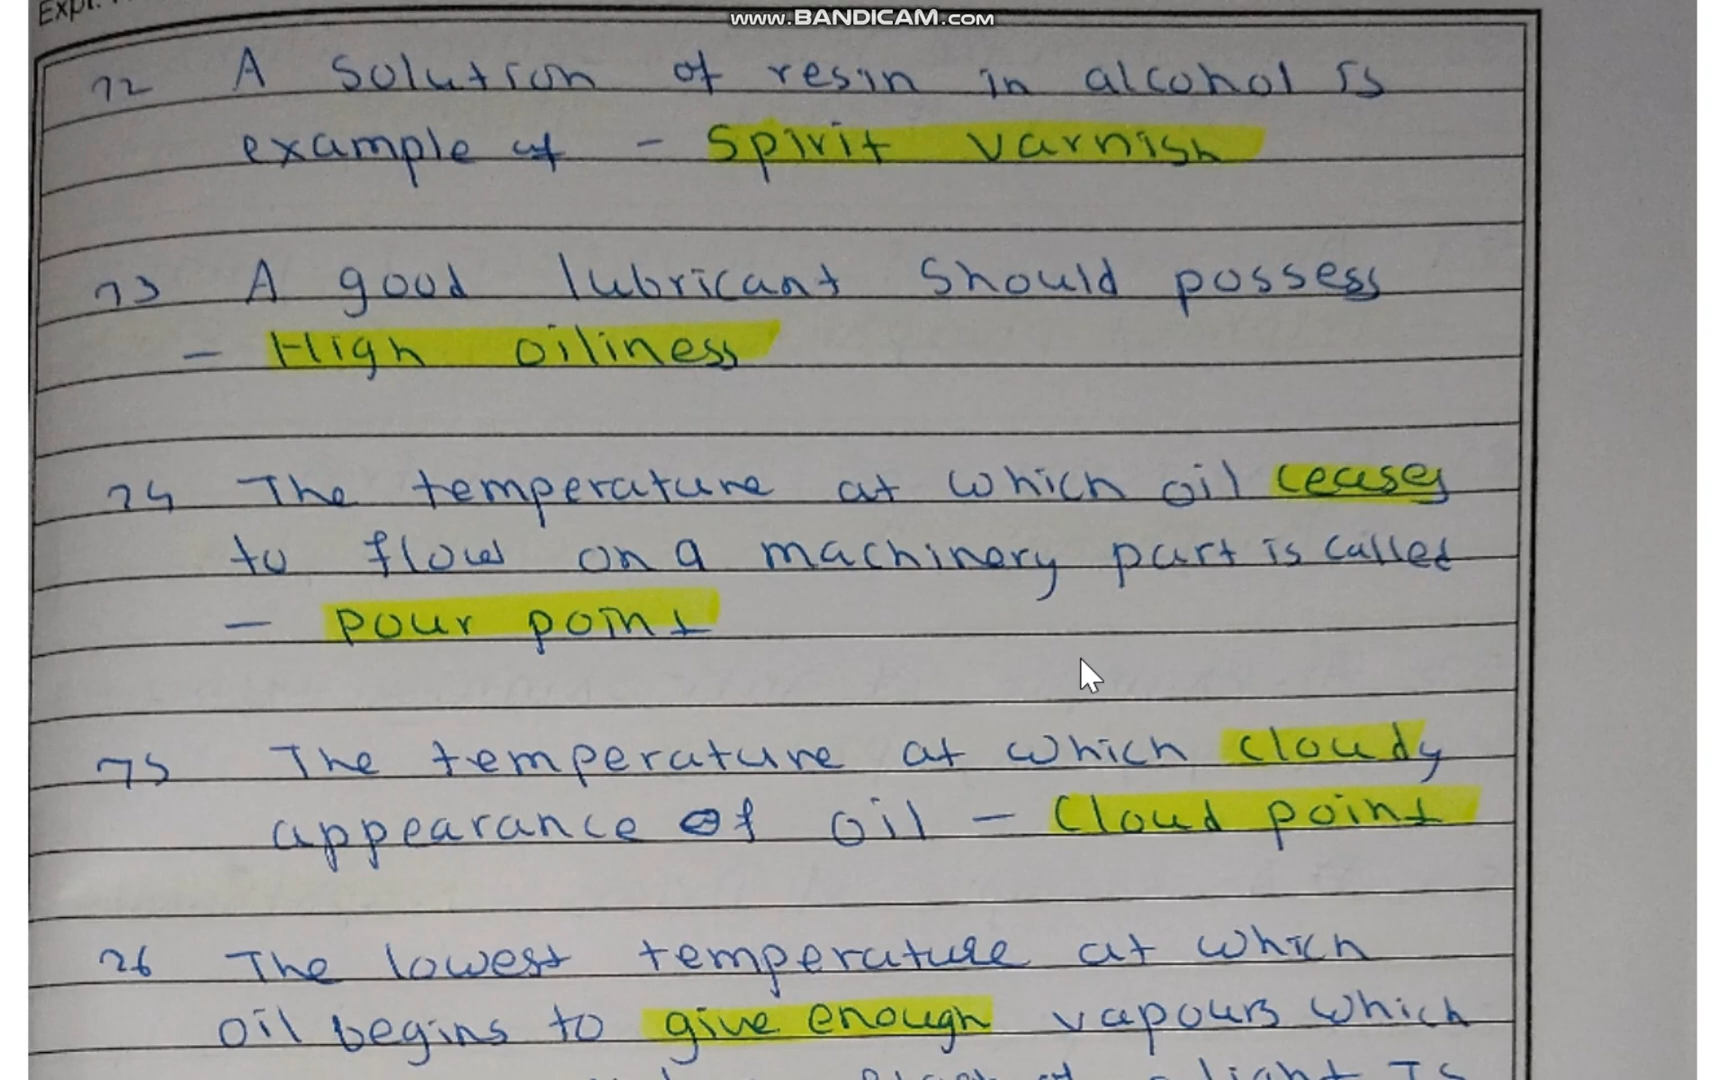 Expt.
WWW.BANDICAM.COM
72 A Solution of resin in alcohol is
example of - Spirit varnish
73 A good lubricant should possess
- High oiliness
74 The temperature at which oil ceases
to flow on a machinery part is called
- pour point
75 The temperature at which cloudy
appearance of oil - Cloud point
76 The lowest temperature at which
oil begins to give enough vapours which
light is